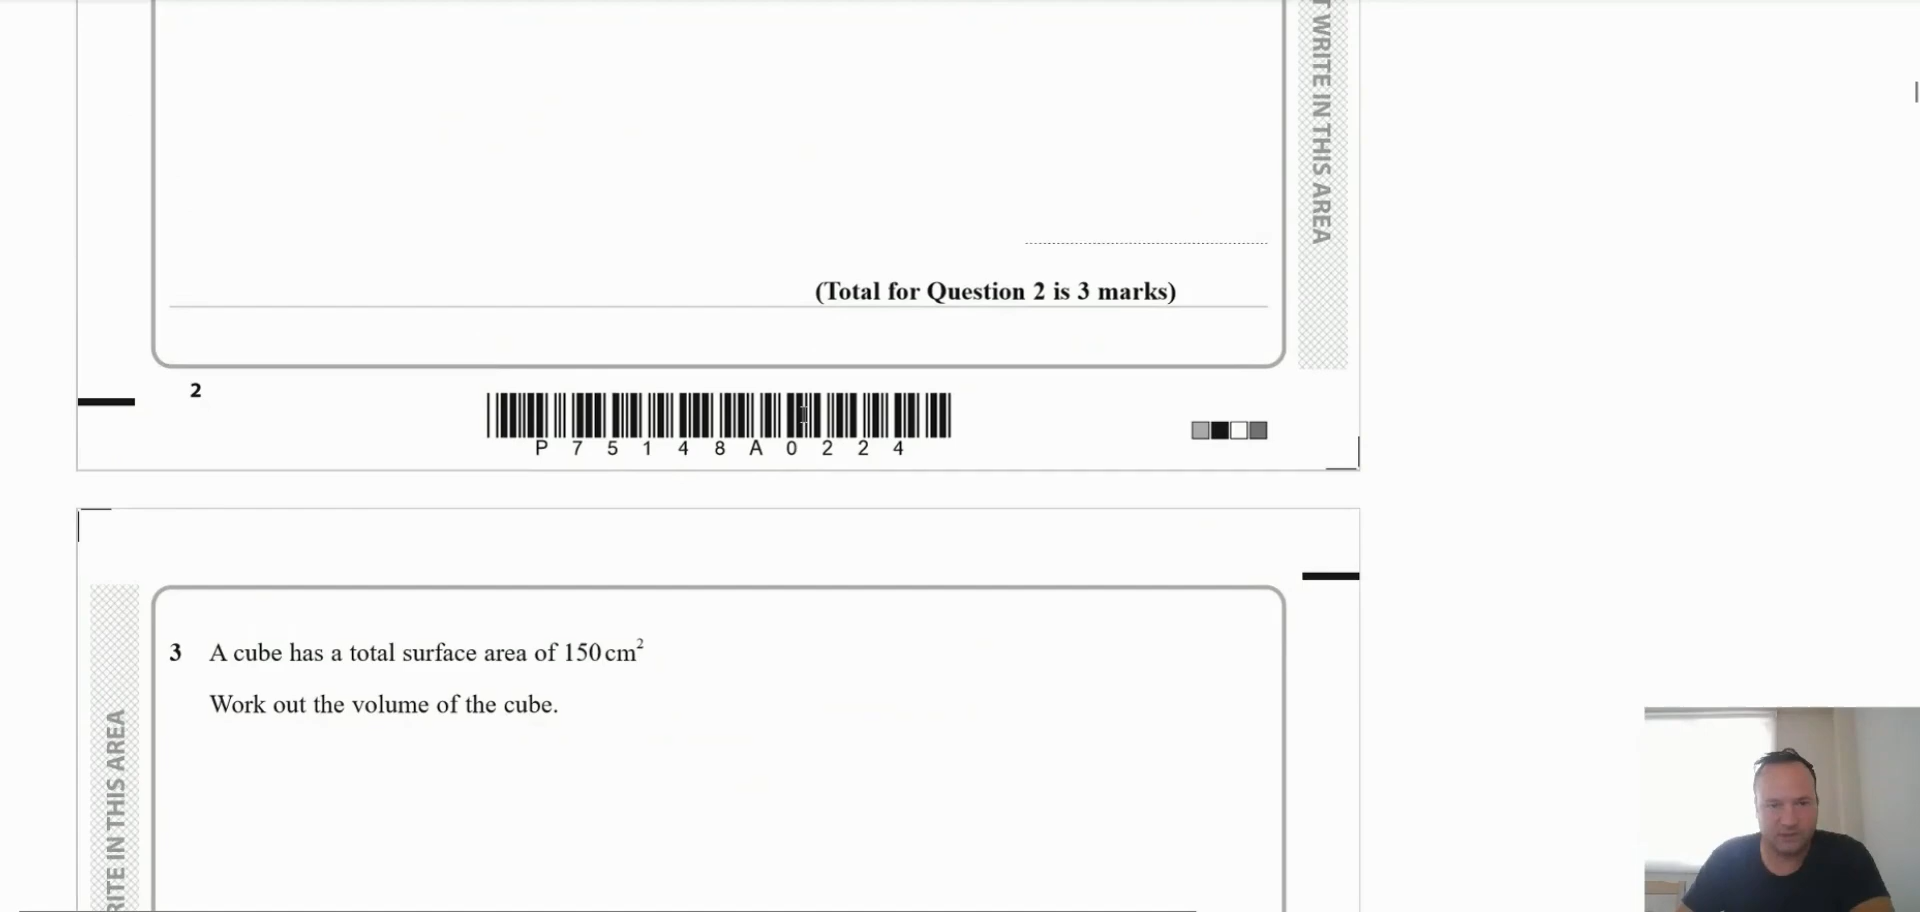 T WRITE IN THIS AREA
(Total for Question 2 is 3 marks)
2
P 7 5 1 4 8 A 0 2 2 4
3 A cube has a total surface area of 150 cm²
Work out the volume of the cube.
RITE IN THIS AREA